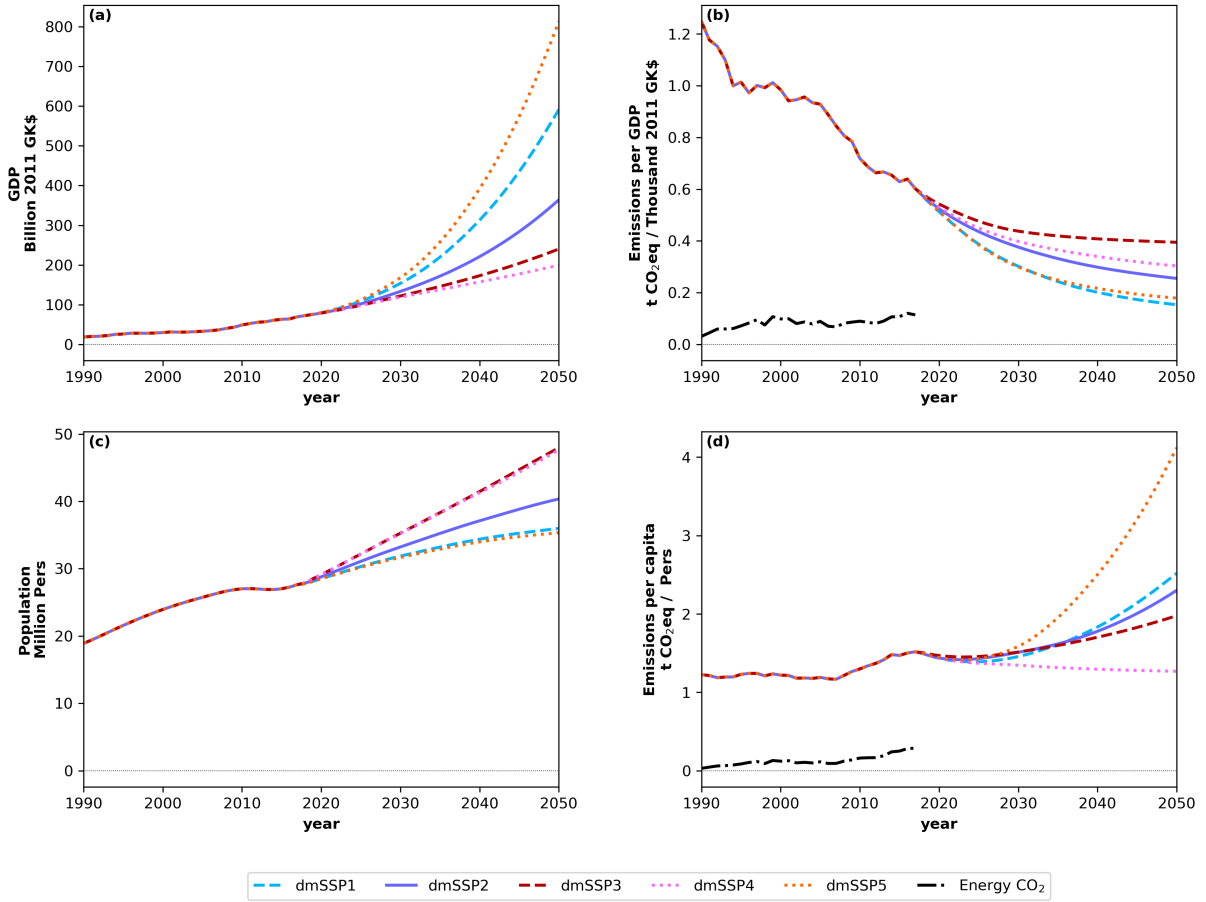 (a)
GDP
Billion 2011 GK$
800
700
600
500
400
300
200
100
0
1990 2000 2010 2020 2030 2040 2050
year
(b)
Emissions per GDP
t CO₂eq / Thousand 2011 GK$
1.2
1.0
0.8
0.6
0.4
0.2
0.0
1990 2000 2010 2020 2030 2040 2050
year
(c)
Population
Million Pers
50
40
30
20
10
0
1990 2000 2010 2020 2030 2040 2050
year
(d)
Emissions per capita
t CO₂eq / Pers
4
3
2
1
0
1990 2000 2010 2020 2030 2040 2050
year
dmSSP1 dmSSP2 dmSSP3 dmSSP4 dmSSP5 Energy CO₂